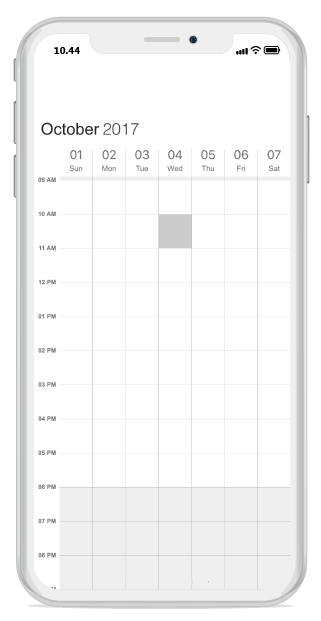 10.44
October 2017
01 02 03 04 05 06 07
Sun Mon Tue Wed Thu Fri Sat
09 AM
10 AM
11 AM
12 PM
01 PM
02 PM
03 PM
04 PM
05 PM
06 PM
07 PM
08 PM